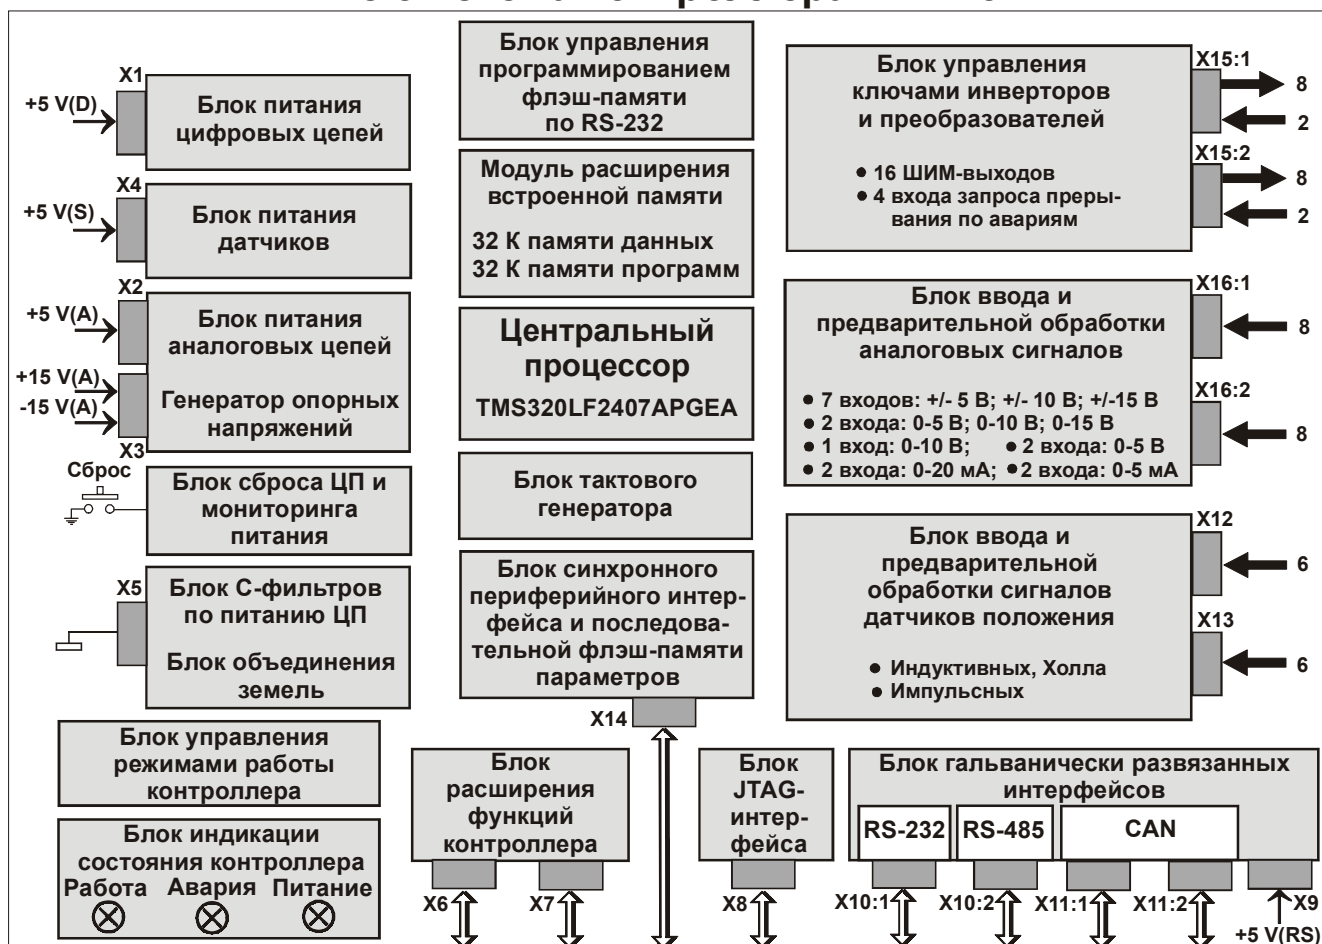 X1
+5 V(D)
Блок питания
цифровых цепей
X4
+5 V(S)
Блок питания
датчиков
X2
+5 V(A)
Блок питания
аналоговых цепей
+15 V(A)
-15 V(A)
Генератор опорных
напряжений
X3
Сброс
Блок сброса ЦП и
мониторинга
питания
X5
Блок С-фильтров
по питанию ЦП
Блок объединения
земель
Блок управления
режимами работы
контроллера
Блок индикации
состояния контроллера
Работа Авария Питание
Блок управления
программированием
флэш-памяти
по RS-232
Модуль расширения
встроенной памяти
32 К памяти данных
32 К памяти программ
Центральный
процессор
TMS320LF2407APGEA
Блок тактового
генератора
Блок синхронного
периферийного интер-
фейса и последова-
тельной флэш-памяти
параметров
X14
Блок
расширения
функций
контроллера
X6 X7
Блок
JTAG-
интер-
фейса
X8
Блок управления
ключами инверторов
и преобразователей
• 16 ШИМ-выходов
• 4 входа запроса преры-
вания по авариям
X15:1
8
2
X15:2
8
2
Блок ввода и
предварительной обработки
аналоговых сигналов
• 7 входов: +/- 5 В; +/- 10 В; +/-15 В
• 2 входа: 0-5 В; 0-10 В; 0-15 В
• 1 вход: 0-10 В; • 2 входа: 0-5 В
• 2 входа: 0-20 мА; • 2 входа: 0-5 мА
X16:1
8
X16:2
8
Блок ввода и
предварительной
обработки сигналов
датчиков положения
• Индуктивных, Холла
• Импульсных
X12
6
X13
6
Блок гальванически развязанных
интерфейсов
RS-232 RS-485 CAN
X10:1 X10:2 X11:1 X11:2 X9
+5 V(RS)